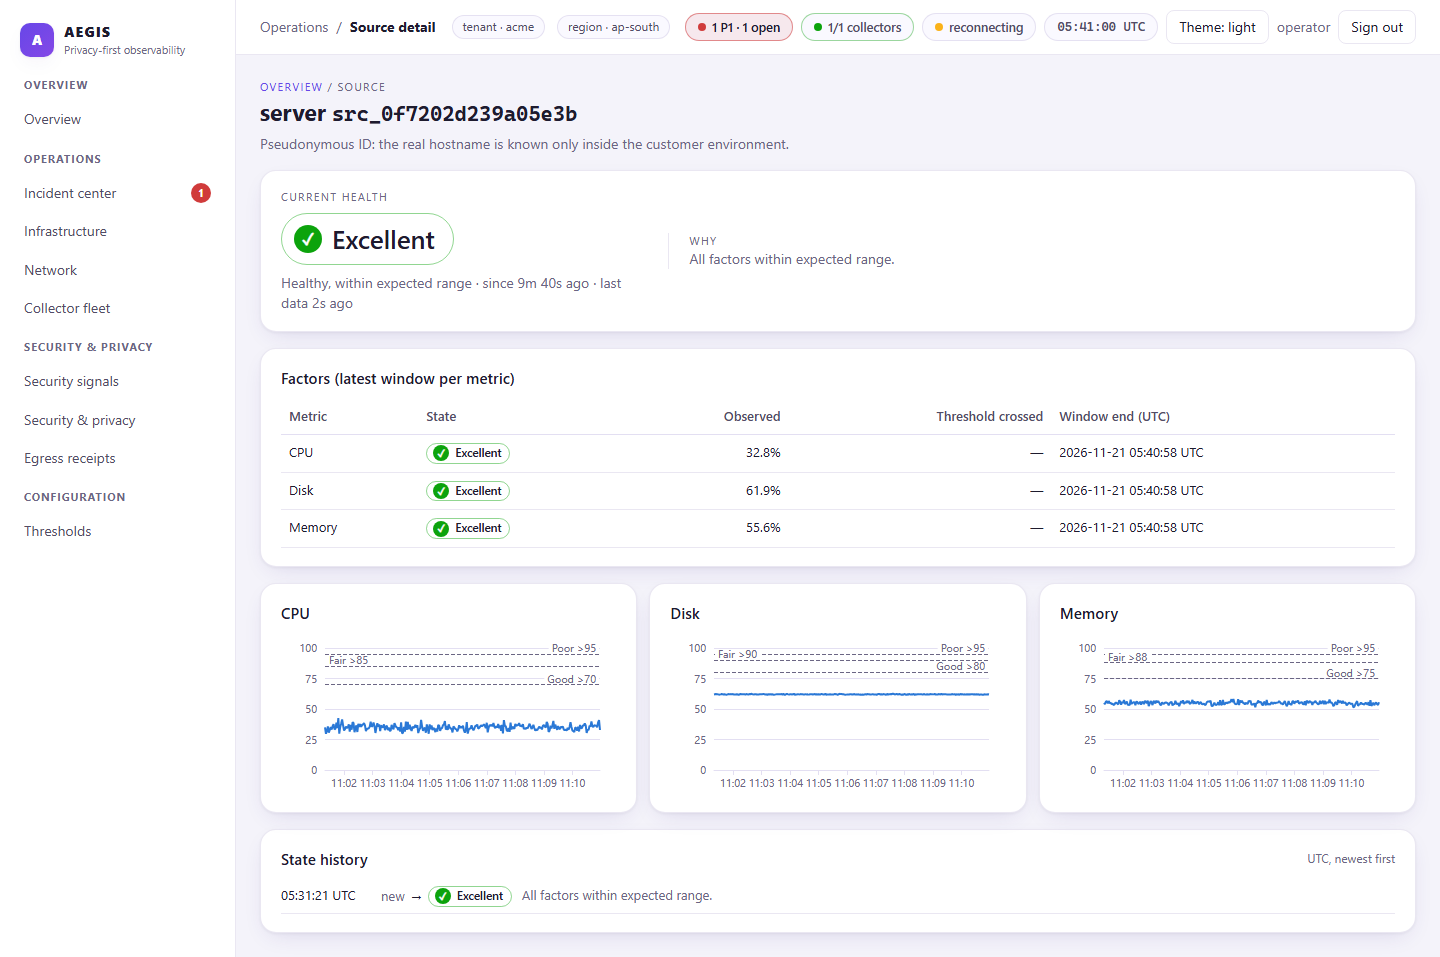 A
AEGIS
Privacy-first observability
OVERVIEW
Overview
OPERATIONS
Incident center 1
Infrastructure
Network
Collector fleet
SECURITY & PRIVACY
Security signals
Security & privacy
Egress receipts
CONFIGURATION
Thresholds
Operations / Source detail tenant · acme region · ap-south 1 P1 · 1 open 1/1 collectors reconnecting 05:41:00 UTC Theme: light operator Sign out
OVERVIEW / SOURCE
server src_0f7202d239a05e3b
Pseudonymous ID: the real hostname is known only inside the customer environment.
CURRENT HEALTH
Excellent
Healthy, within expected range · since 9m 40s ago · last
data 2s ago
WHY
All factors within expected range.
Factors (latest window per metric)
Metric State Observed Threshold crossed Window end (UTC)
CPU Excellent 32.8% — 2026-11-21 05:40:58 UTC
Disk Excellent 61.9% — 2026-11-21 05:40:58 UTC
Memory Excellent 55.6% — 2026-11-21 05:40:58 UTC
CPU
100
75
50
25
0
Poor >95
Fair >85
Good >70
11:02 11:03 11:04 11:05 11:06 11:07 11:08 11:09 11:10
Disk
100
75
50
25
0
Poor >95
Fair >90
Good >80
11:02 11:03 11:04 11:05 11:06 11:07 11:08 11:09 11:10
Memory
100
75
50
25
0
Poor >95
Fair >88
Good >75
11:02 11:03 11:04 11:05 11:06 11:07 11:08 11:09 11:10
State history UTC, newest first
05:31:21 UTC new → Excellent All factors within expected range.